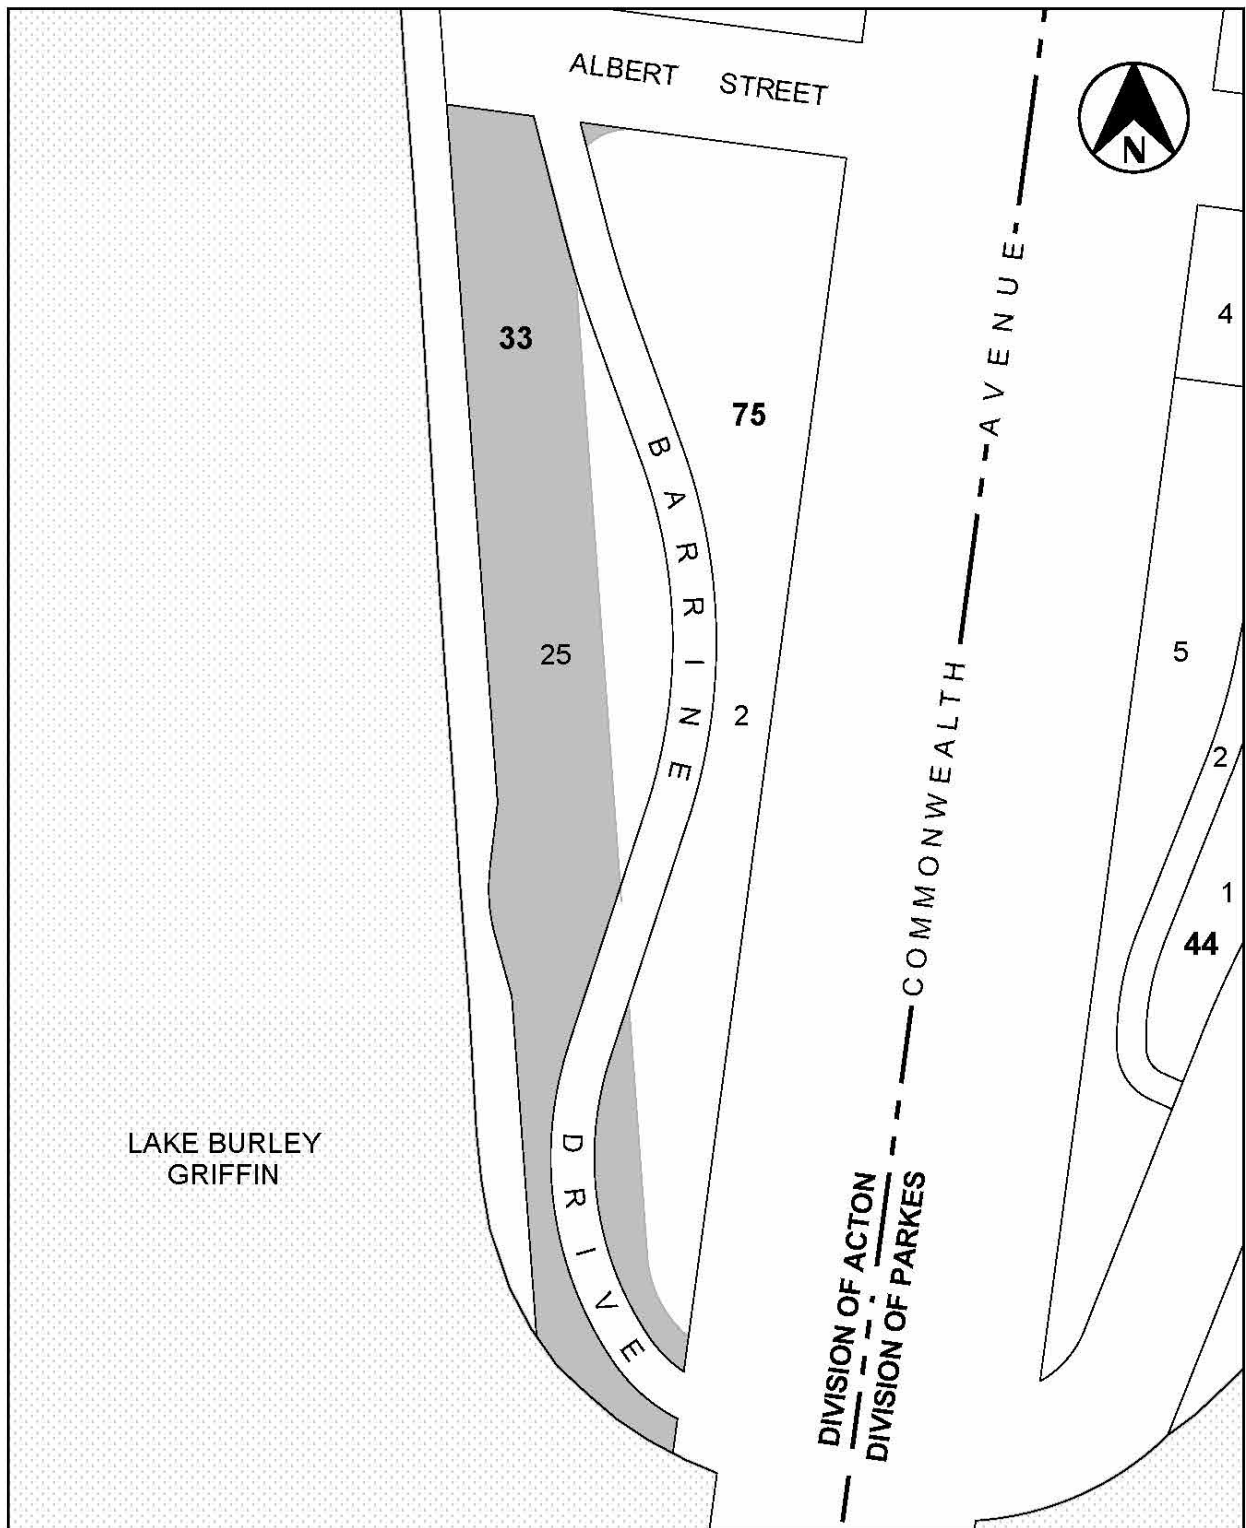 ALBERT STREET
N
33
75
4
BARRINE
COMMONWEALTH AVENUE
25
5
2
2
1
44
LAKE BURLEY
GRIFFIN
DRIVE
DIVISION OF ACTON
DIVISION OF PARKES